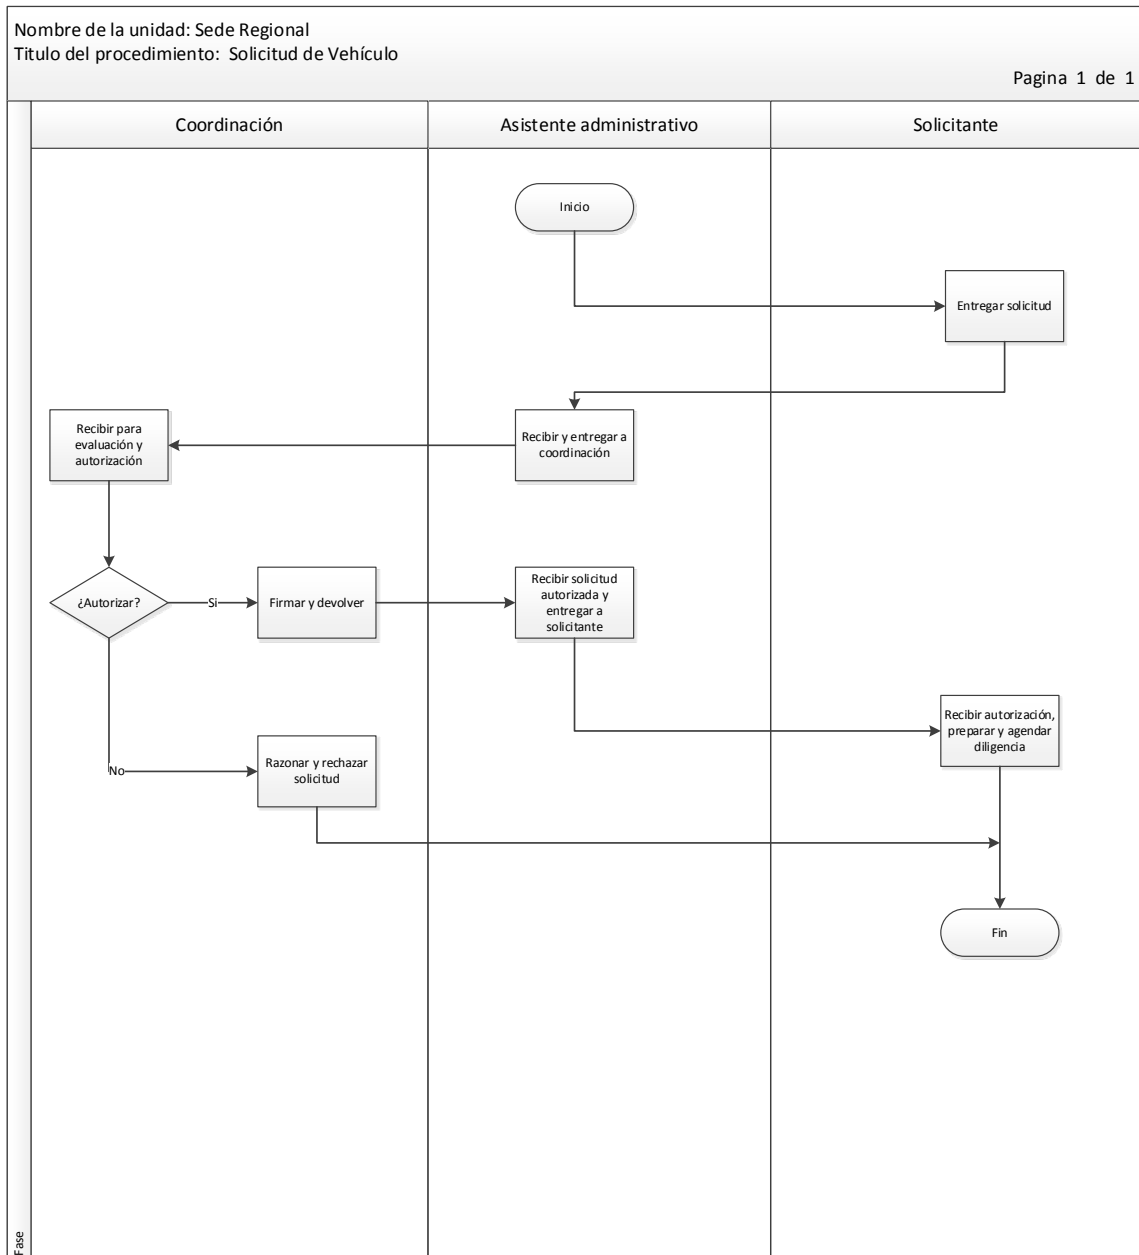 Nombre de la unidad: Sede Regional
Titulo del procedimiento:  Solicitud de Vehículo
Pagina 1 de 1
Coordinación
Asistente administrativo
Solicitante
Inicio
Entregar solicitud
Recibir para
evaluación y
autorización
Recibir y entregar a
coordinación
¿Autorizar?
Si
Firmar y devolver
Recibir solicitud
autorizada y
entregar a
solicitante
Recibir autorización,
preparar y agendar
diligencia
No
Razonar y rechazar
solicitud
Fin
Fase